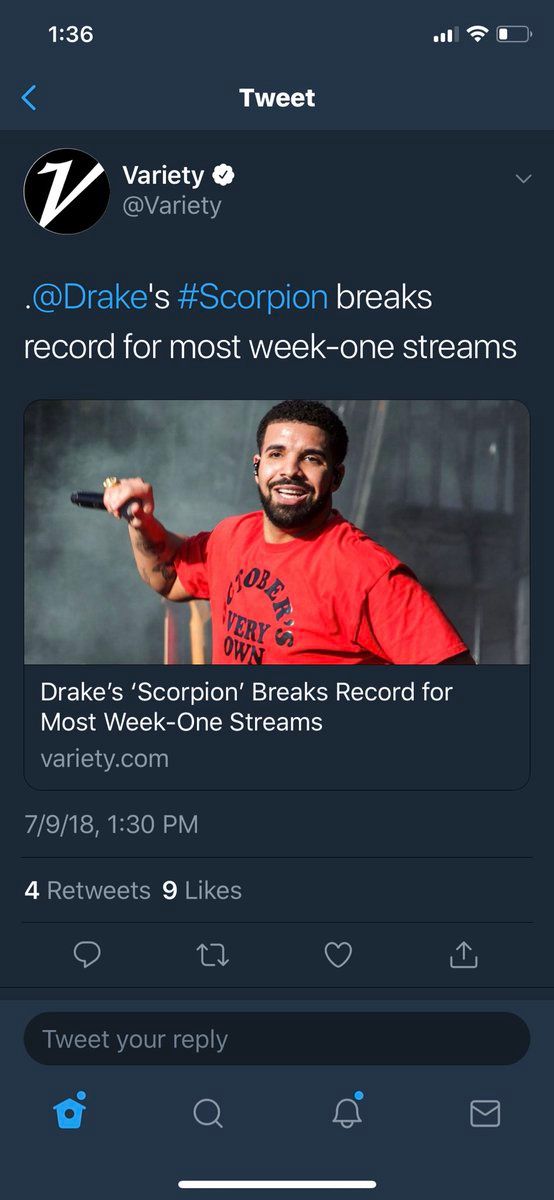 1:36
Tweet
Variety
@Variety
.@Drake's #Scorpion breaks
record for most week-one streams
OCTOBER'S
VERY
OWN
Drake’s ‘Scorpion’ Breaks Record for
Most Week-One Streams
variety.com
7/9/18, 1:30 PM
4 Retweets 9 Likes
Tweet your reply